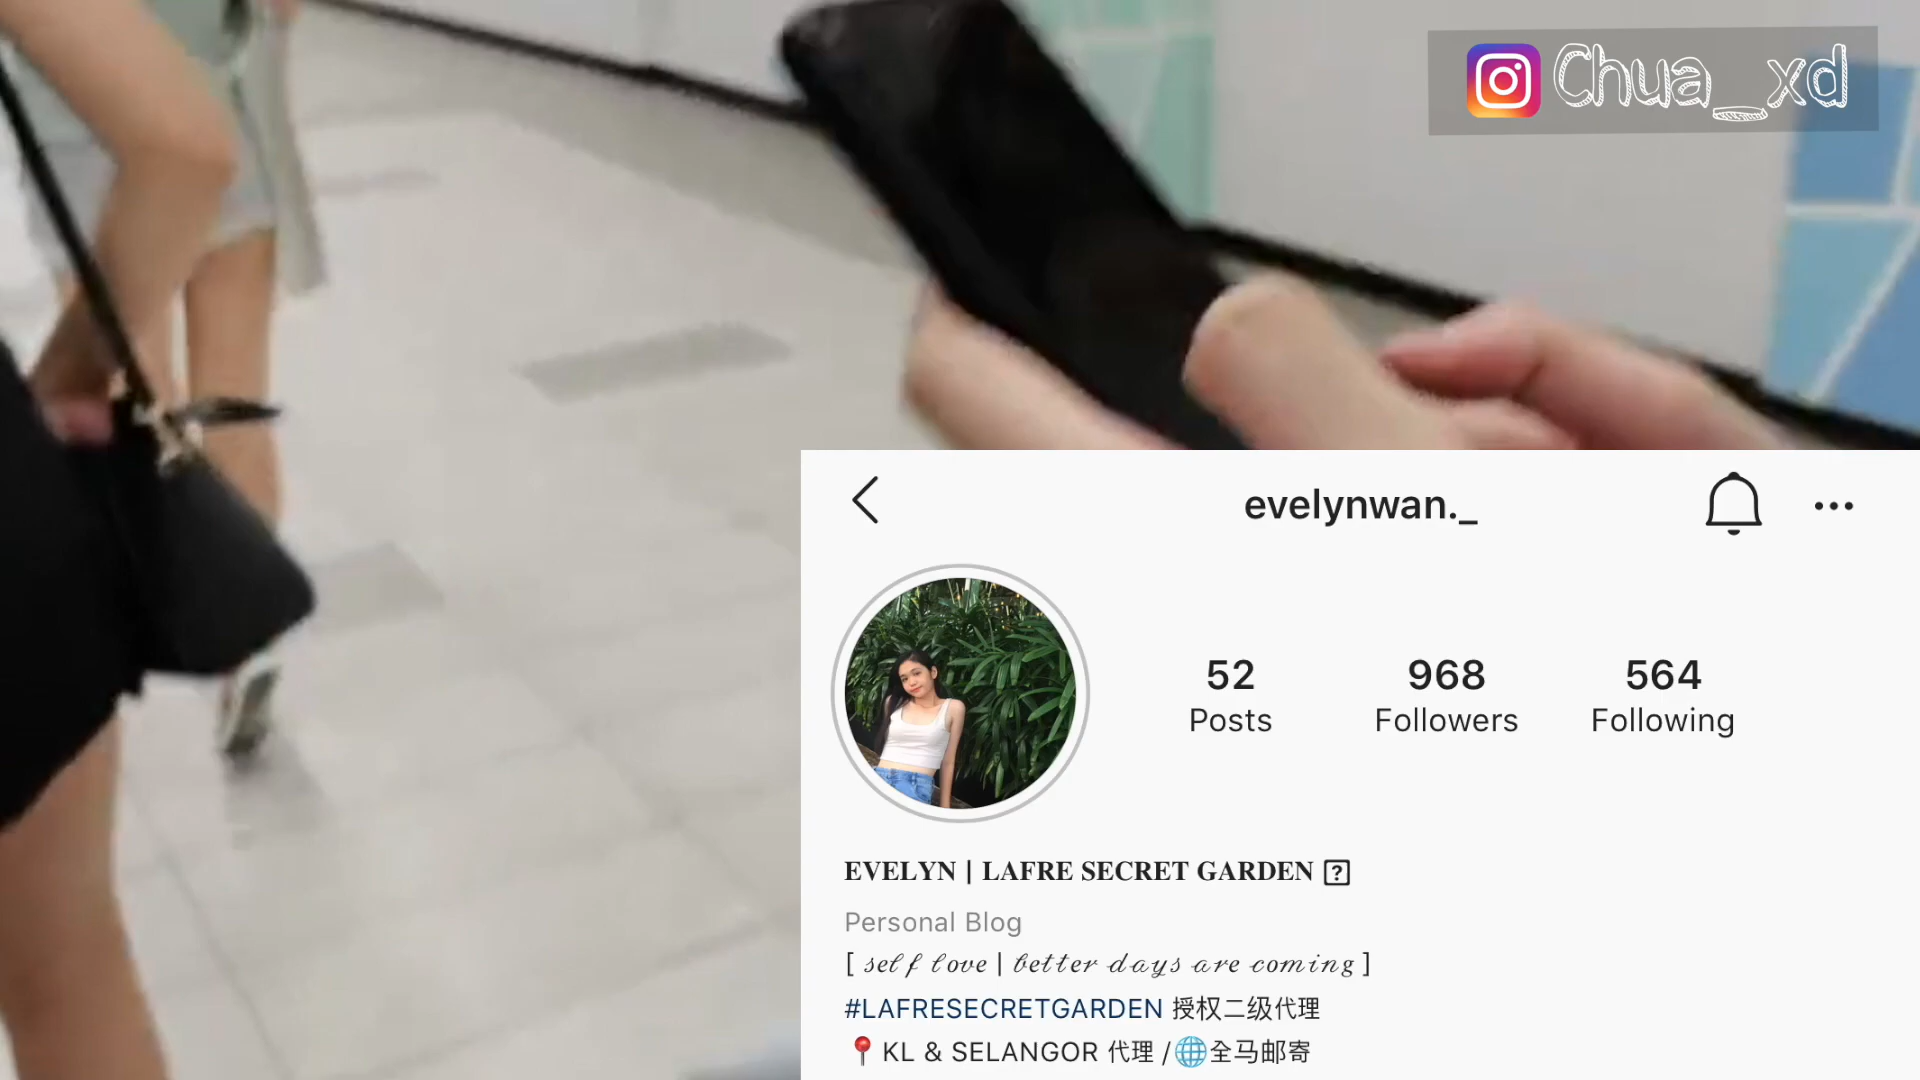 Chua__xd
evelynwan._
52
Posts
968
Followers
564
Following
EVELYN | LAFRE SECRET GARDEN
Personal Blog
[ self love | better days are coming ]
#LAFRESECRETGARDEN 授权二级代理
📍 KL & SELANGOR 代理 /🌐全马邮寄